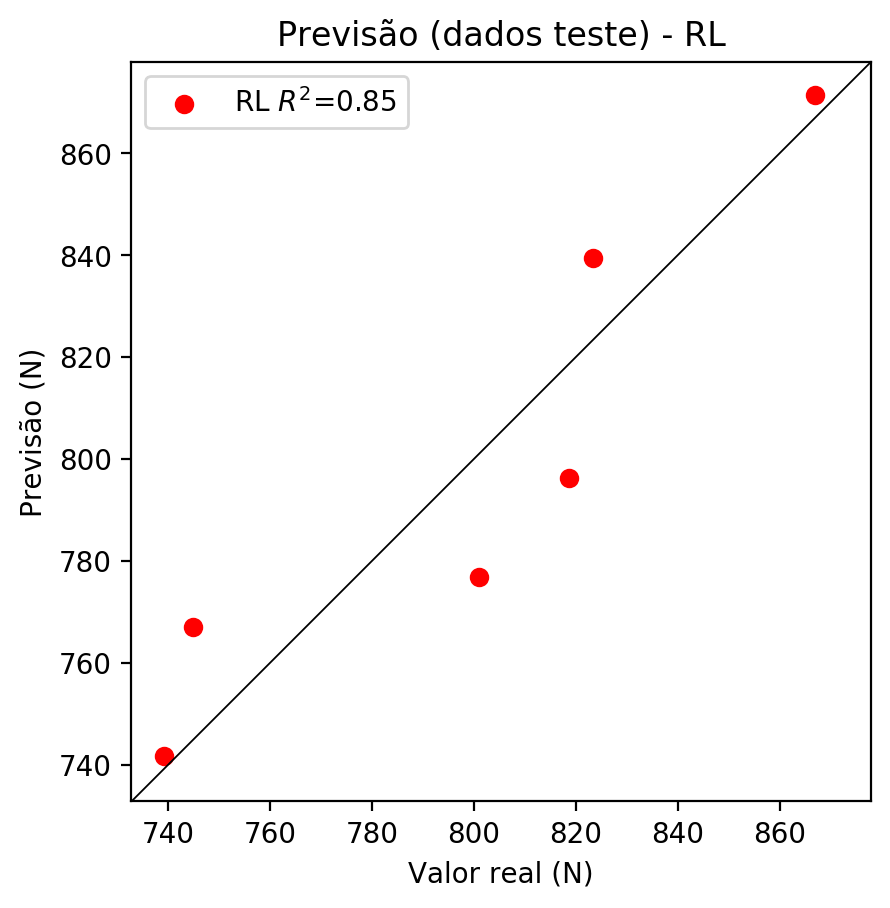 Previsão (dados teste) - RL
RL R²=0.85
860
840
820
800
780
760
740
Previsão (N)
740 760 780 800 820 840 860
Valor real (N)